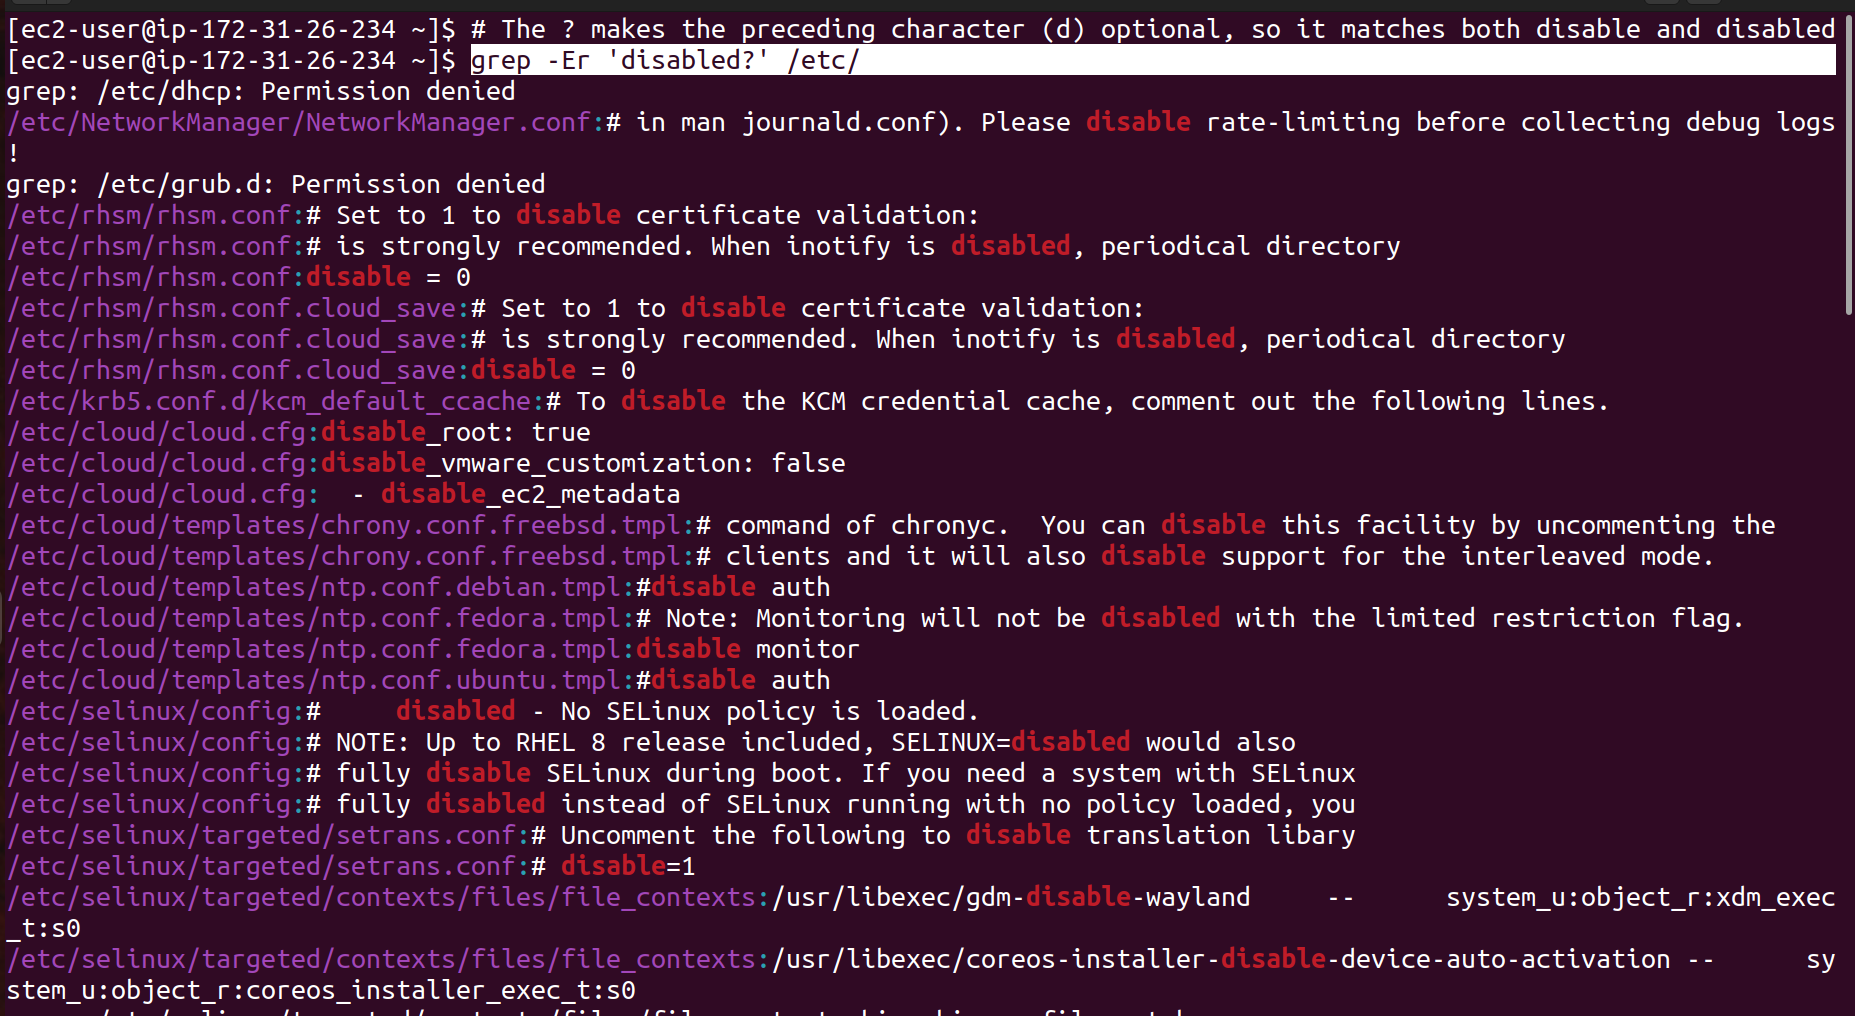 [ec2-user@ip-172-31-26-234 ~]$ # The ? makes the preceding character (d) optional, so it matches both disable and disabled
[ec2-user@ip-172-31-26-234 ~]$ grep -Er 'disabled?' /etc/
grep: /etc/dhcp: Permission denied
/etc/NetworkManager/NetworkManager.conf:# in man journald.conf). Please disable rate-limiting before collecting debug logs
!
grep: /etc/grub.d: Permission denied
/etc/rhsm/rhsm.conf:# Set to 1 to disable certificate validation:
/etc/rhsm/rhsm.conf:# is strongly recommended. When inotify is disabled, periodical directory
/etc/rhsm/rhsm.conf:disable = 0
/etc/rhsm/rhsm.conf.cloud_save:# Set to 1 to disable certificate validation:
/etc/rhsm/rhsm.conf.cloud_save:# is strongly recommended. When inotify is disabled, periodical directory
/etc/rhsm/rhsm.conf.cloud_save:disable = 0
/etc/krb5.conf.d/kcm_default_ccache:# To disable the KCM credential cache, comment out the following lines.
/etc/cloud/cloud.cfg:disable_root: true
/etc/cloud/cloud.cfg:disable_vmware_customization: false
/etc/cloud/cloud.cfg:  - disable_ec2_metadata
/etc/cloud/templates/chrony.conf.freebsd.tmpl:# command of chronyc.  You can disable this facility by uncommenting the
/etc/cloud/templates/chrony.conf.freebsd.tmpl:# clients and it will also disable support for the interleaved mode.
/etc/cloud/templates/ntp.conf.debian.tmpl:#disable auth
/etc/cloud/templates/ntp.conf.fedora.tmpl:# Note: Monitoring will not be disabled with the limited restriction flag.
/etc/cloud/templates/ntp.conf.fedora.tmpl:disable monitor
/etc/cloud/templates/ntp.conf.ubuntu.tmpl:#disable auth
/etc/selinux/config:#     disabled - No SELinux policy is loaded.
/etc/selinux/config:# NOTE: Up to RHEL 8 release included, SELINUX=disabled would also
/etc/selinux/config:# fully disable SELinux during boot. If you need a system with SELinux
/etc/selinux/config:# fully disabled instead of SELinux running with no policy loaded, you
/etc/selinux/targeted/setrans.conf:# Uncomment the following to disable translation libary
/etc/selinux/targeted/setrans.conf:# disable=1
/etc/selinux/targeted/contexts/files/file_contexts:/usr/libexec/gdm-disable-wayland     --      system_u:object_r:xdm_exec
_t:s0
/etc/selinux/targeted/contexts/files/file_contexts:/usr/libexec/coreos-installer-disable-device-auto-activation --      sy
stem_u:object_r:coreos_installer_exec_t:s0